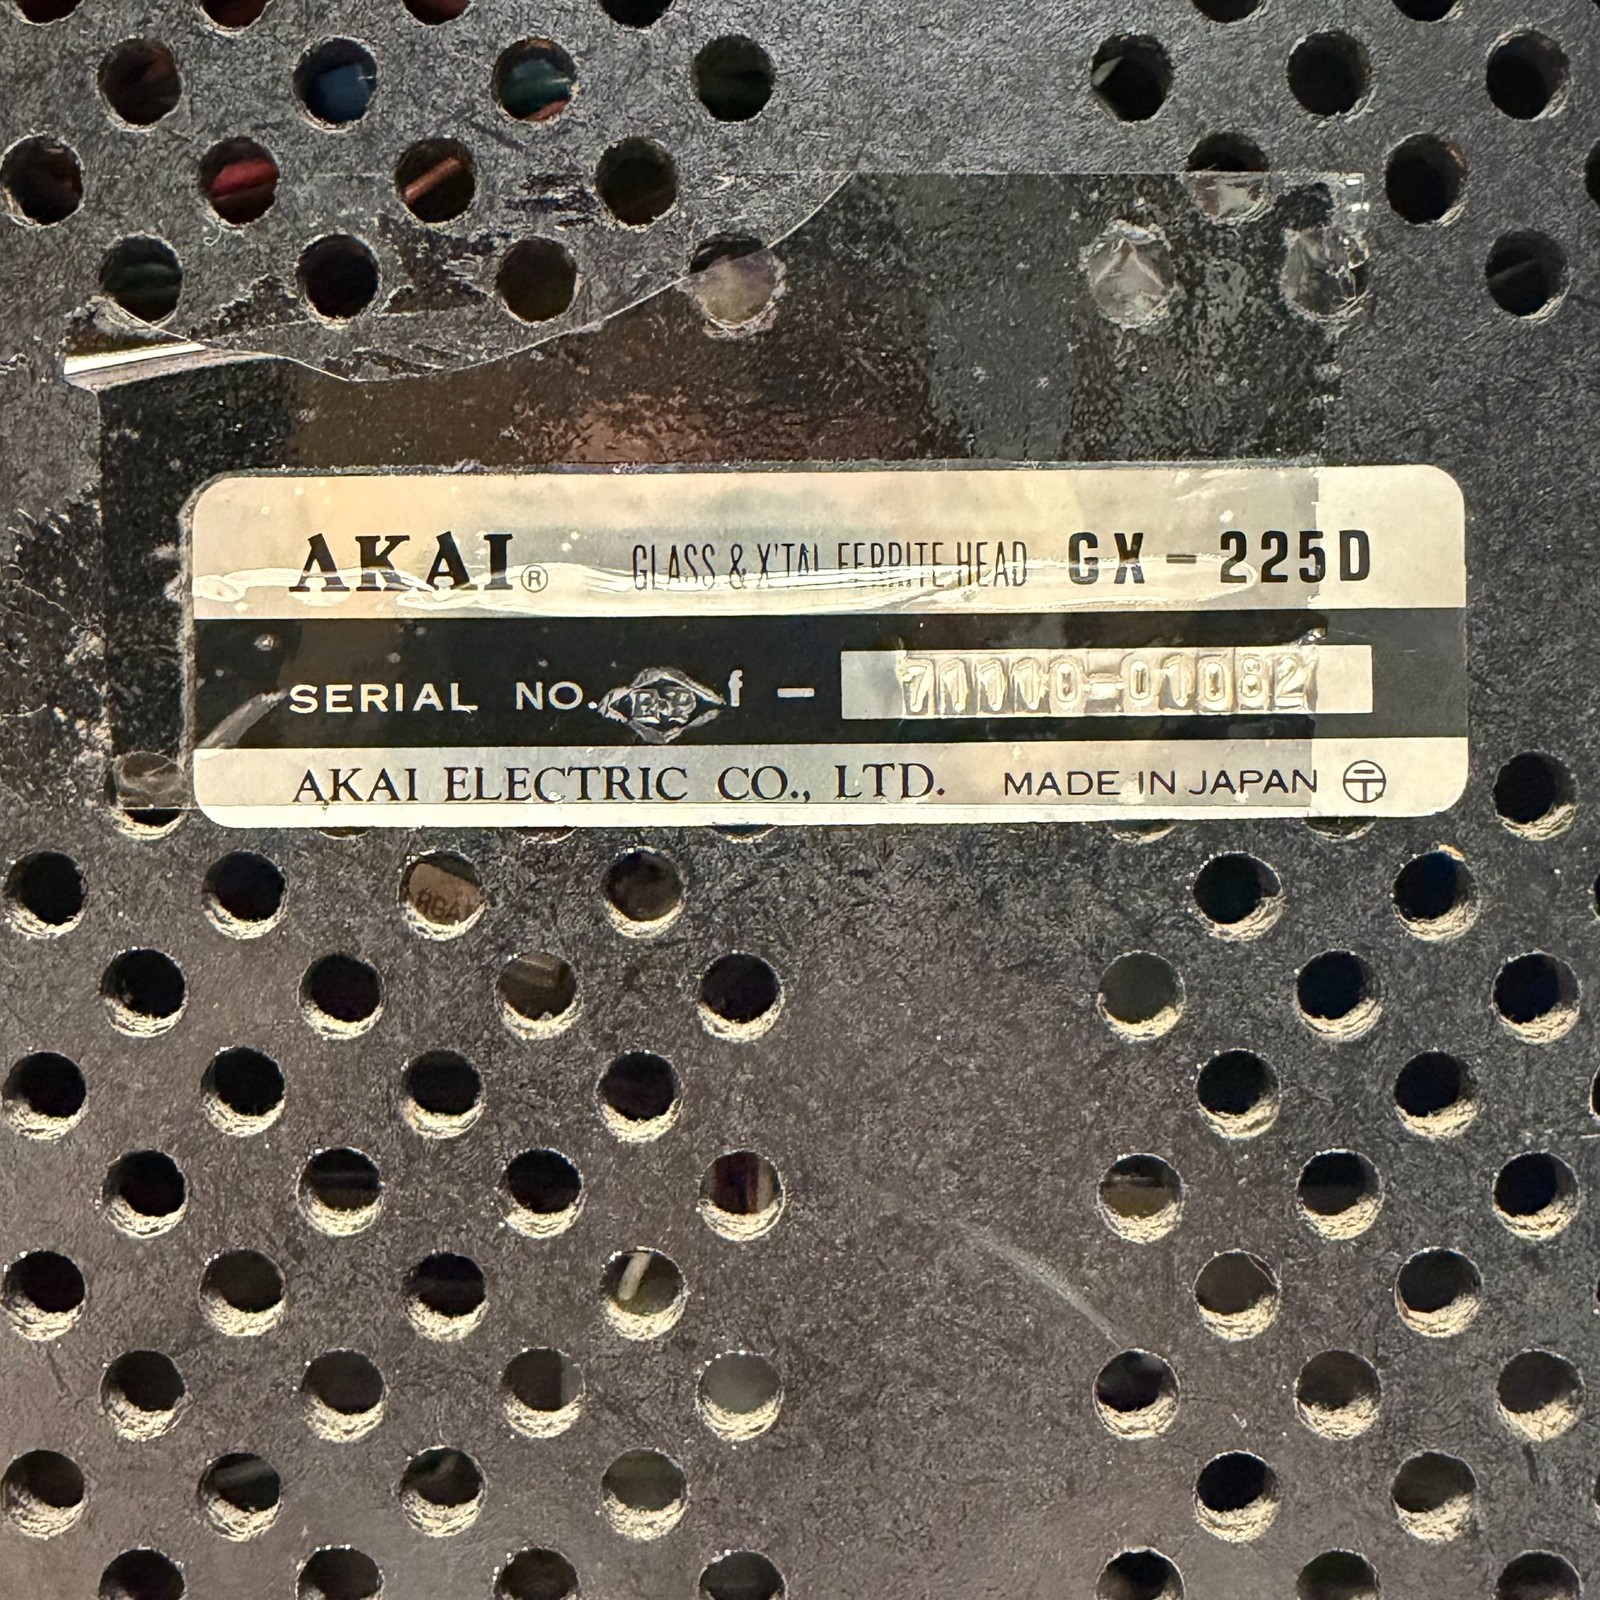 AKAI® GLASS & X'TAL FERRITE HEAD GX-225D
SERIAL NO. f - 71110-01082
AKAI ELECTRIC CO., LTD. MADE IN JAPAN